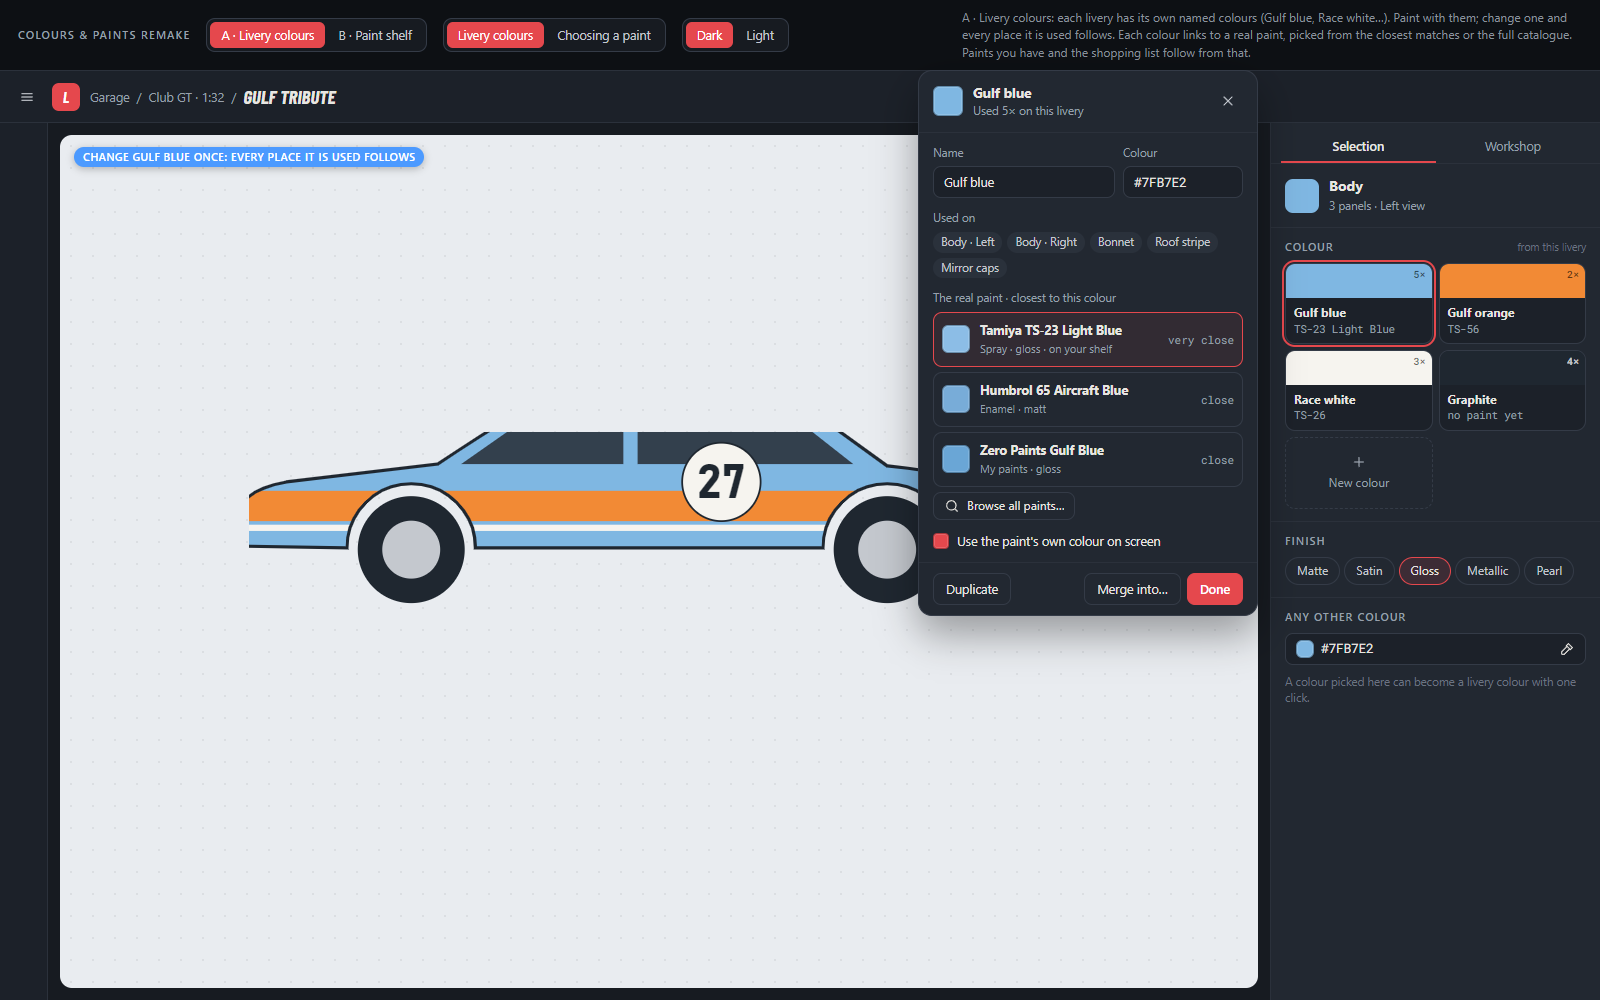 COLOURS & PAINTS REMAKE
A · Livery colours
B · Paint shelf
Livery colours
Choosing a paint
Dark
Light
A · Livery colours: each livery has its own named colours (Gulf blue, Race white...). Paint with them; change one and
every place it is used follows. Each colour links to a real paint, picked from the closest matches or the full catalogue.
Paints you have and the shopping list follow from that.
L
Garage / Club GT · 1:32 / GULF TRIBUTE
CHANGE GULF BLUE ONCE: EVERY PLACE IT IS USED FOLLOWS
27
Gulf blue
Used 5× on this livery
Name
Colour
Gulf blue
#7FB7E2
Used on
Body · Left
Body · Right
Bonnet
Roof stripe
Mirror caps
The real paint · closest to this colour
Tamiya TS-23 Light Blue
Spray · gloss · on your shelf
very close
Humbrol 65 Aircraft Blue
Enamel · matt
close
Zero Paints Gulf Blue
My paints · gloss
close
Browse all paints...
Use the paint's own colour on screen
Duplicate
Merge into...
Done
Selection
Workshop
Body
3 panels · Left view
COLOUR
from this livery
5×
Gulf blue
TS-23 Light Blue
2×
Gulf orange
TS-56
3×
Race white
TS-26
4×
Graphite
no paint yet
New colour
FINISH
Matte
Satin
Gloss
Metallic
Pearl
ANY OTHER COLOUR
#7FB7E2
A colour picked here can become a livery colour with one
click.